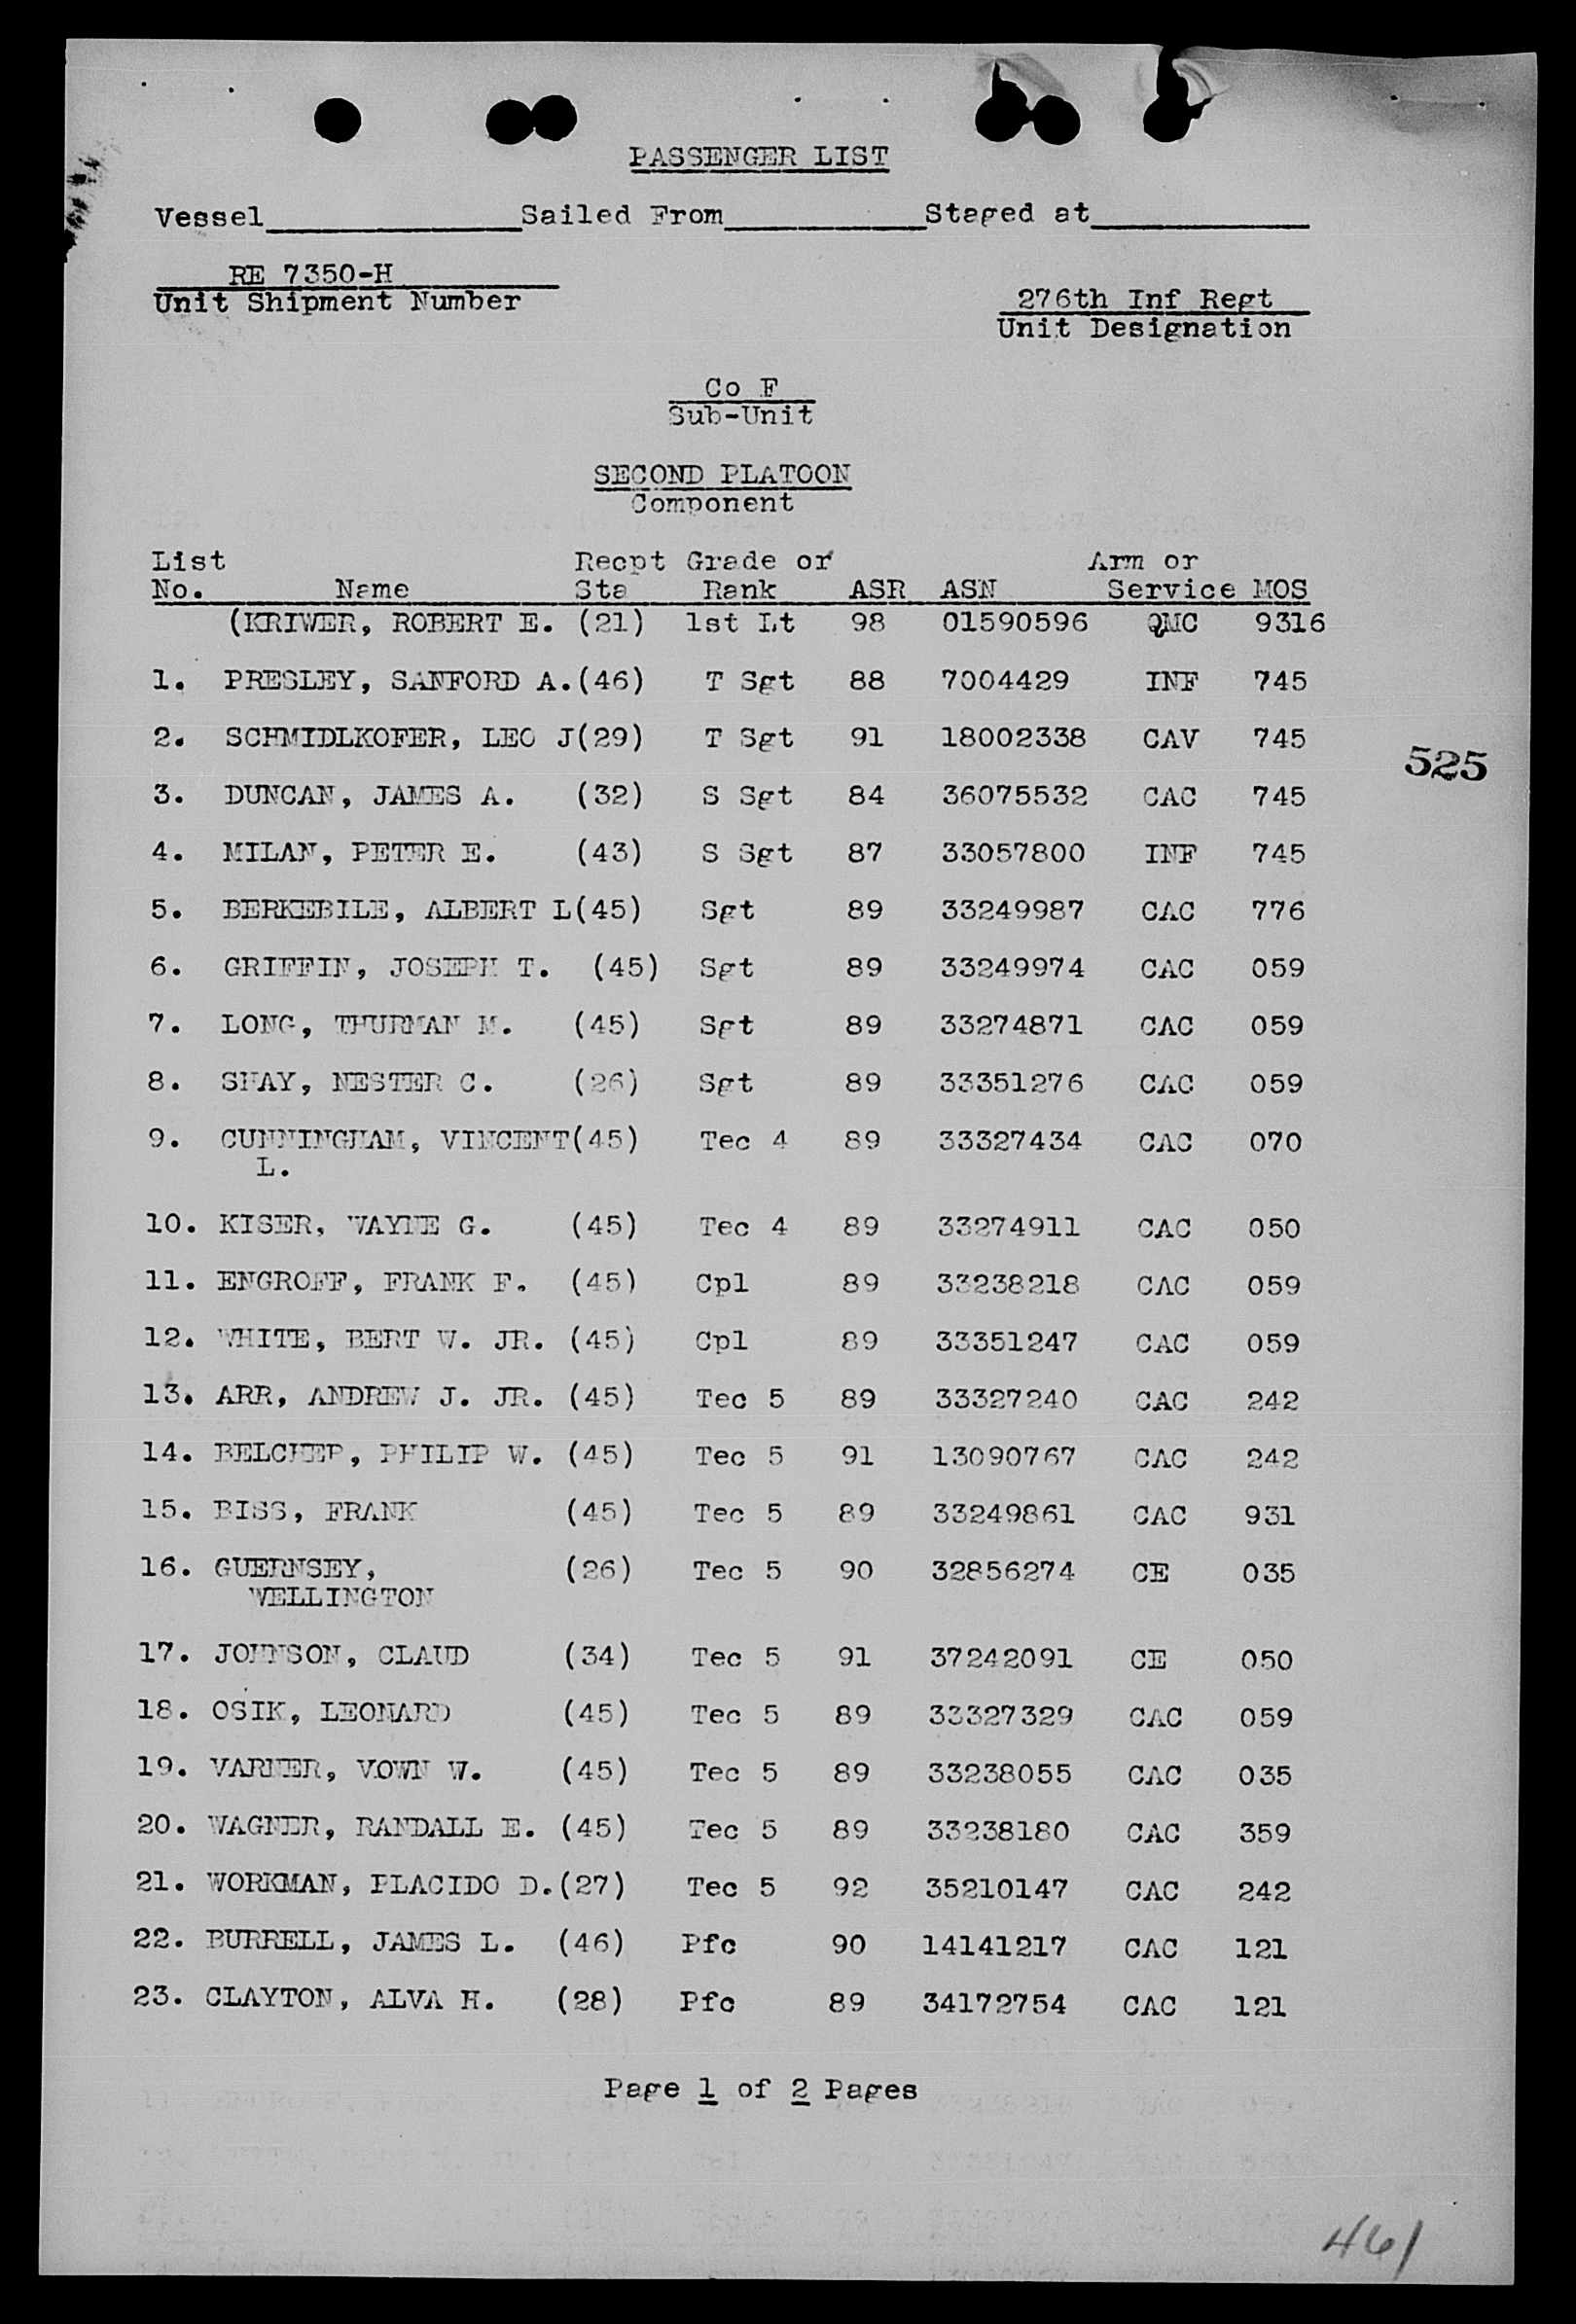 PASSENGER LIST
Vessel______________Sailed From___________Staged at____________
RE 7350-H
Unit Shipment Number
276th Inf Regt
Unit Designation
Co F
Sub-Unit
SECOND PLATOON
Component
List Recpt Grade or Arm or
No. Name Sta Rank ASR ASN Service MOS
(KRIWER, ROBERT E. (21) 1st Lt 98 01590596 QMC 9316
1. PRESLEY, SANFORD A.(46) T Sgt 88 7004429 INF 745
2. SCHMIDLKOFER, LEO J(29) T Sgt 91 18002338 CAV 745
525
3. DUNCAN, JAMES A. (32) S Sgt 84 36075532 CAC 745
4. MILAN, PETER E. (43) S Sgt 87 33057800 INF 745
5. BERKEBILE, ALBERT L(45) Sgt 89 33249987 CAC 776
6. GRIFFIN, JOSEPH T. (45) Sgt 89 33249974 CAC 059
7. LONG, THURMAN M. (45) Sgt 89 33274871 CAC 059
8. SHAY, NESTER C. (26) Sgt 89 33351276 CAC 059
9. CUNNINGHAM, VINCENT(45) Tec 4 89 33327434 CAC 070
L.
10. KISER, WAYNE G. (45) Tec 4 89 33274911 CAC 050
11. ENGROFF, FRANK F. (45) Cpl 89 33238218 CAC 059
12. WHITE, BERT W. JR. (45) Cpl 89 33351247 CAC 059
13. ARR, ANDREW J. JR. (45) Tec 5 89 33327240 CAC 242
14. BELCHER, PHILIP W. (45) Tec 5 91 13090767 CAC 242
15. BISS, FRANK (45) Tec 5 89 33249861 CAC 931
16. GUERNSEY, (26) Tec 5 90 32856274 CE 035
WELLINGTON
17. JOHNSON, CLAUD (34) Tec 5 91 37242091 CE 050
18. OSIK, LEONARD (45) Tec 5 89 33327329 CAC 059
19. VARNER, VOWN W. (45) Tec 5 89 33238055 CAC 035
20. WAGNER, RANDALL E. (45) Tec 5 89 33238180 CAC 359
21. WORKMAN, PLACIDO D.(27) Tec 5 92 35210147 CAC 242
22. BURRELL, JAMES L. (46) Pfc 90 14141217 CAC 121
23. CLAYTON, ALVA H. (28) Pfc 89 34172754 CAC 121
Page 1 of 2 Pages
461